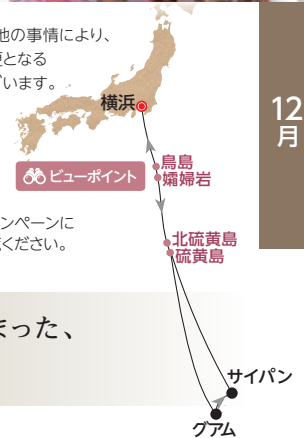 他の事情により、
更となる
ざいます。
12
月
横浜
ビューポイント
鳥島
孀婦岩
ンペーンに
ください。
北硫黄島
硫黄島
まった、
サイパン
グアム